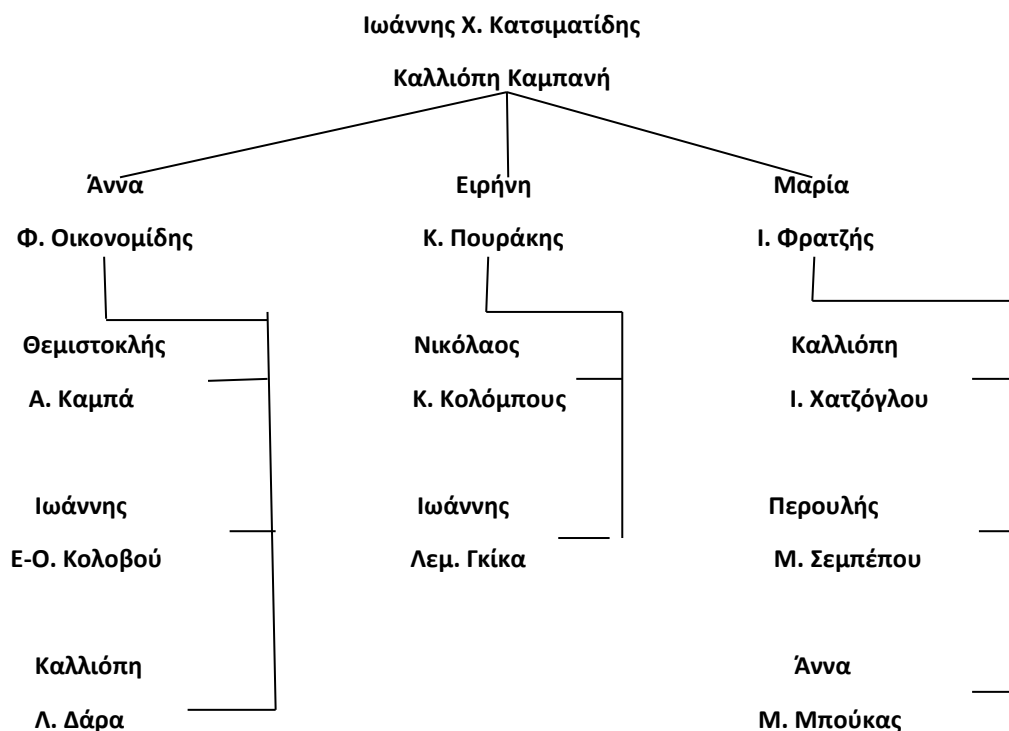 Ιωάννης Χ. Κατσιματίδης
Καλλιόπη Καμπανή
Άννα Ειρήνη Μαρία
Φ. Οικονομίδης Κ. Πουράκης Ι. Φρατζής
Θεμιστοκλής Νικόλαος Καλλιόπη
Α. Καμπά Κ. Κολόμπους Ι. Χατζόγλου
Ιωάννης Ιωάννης Περουλής
Ε-Ο. Κολοβού Λεμ. Γκίκα Μ. Σεμπέπου
Καλλιόπη Άννα
Λ. Δάρα Μ. Μπούκας